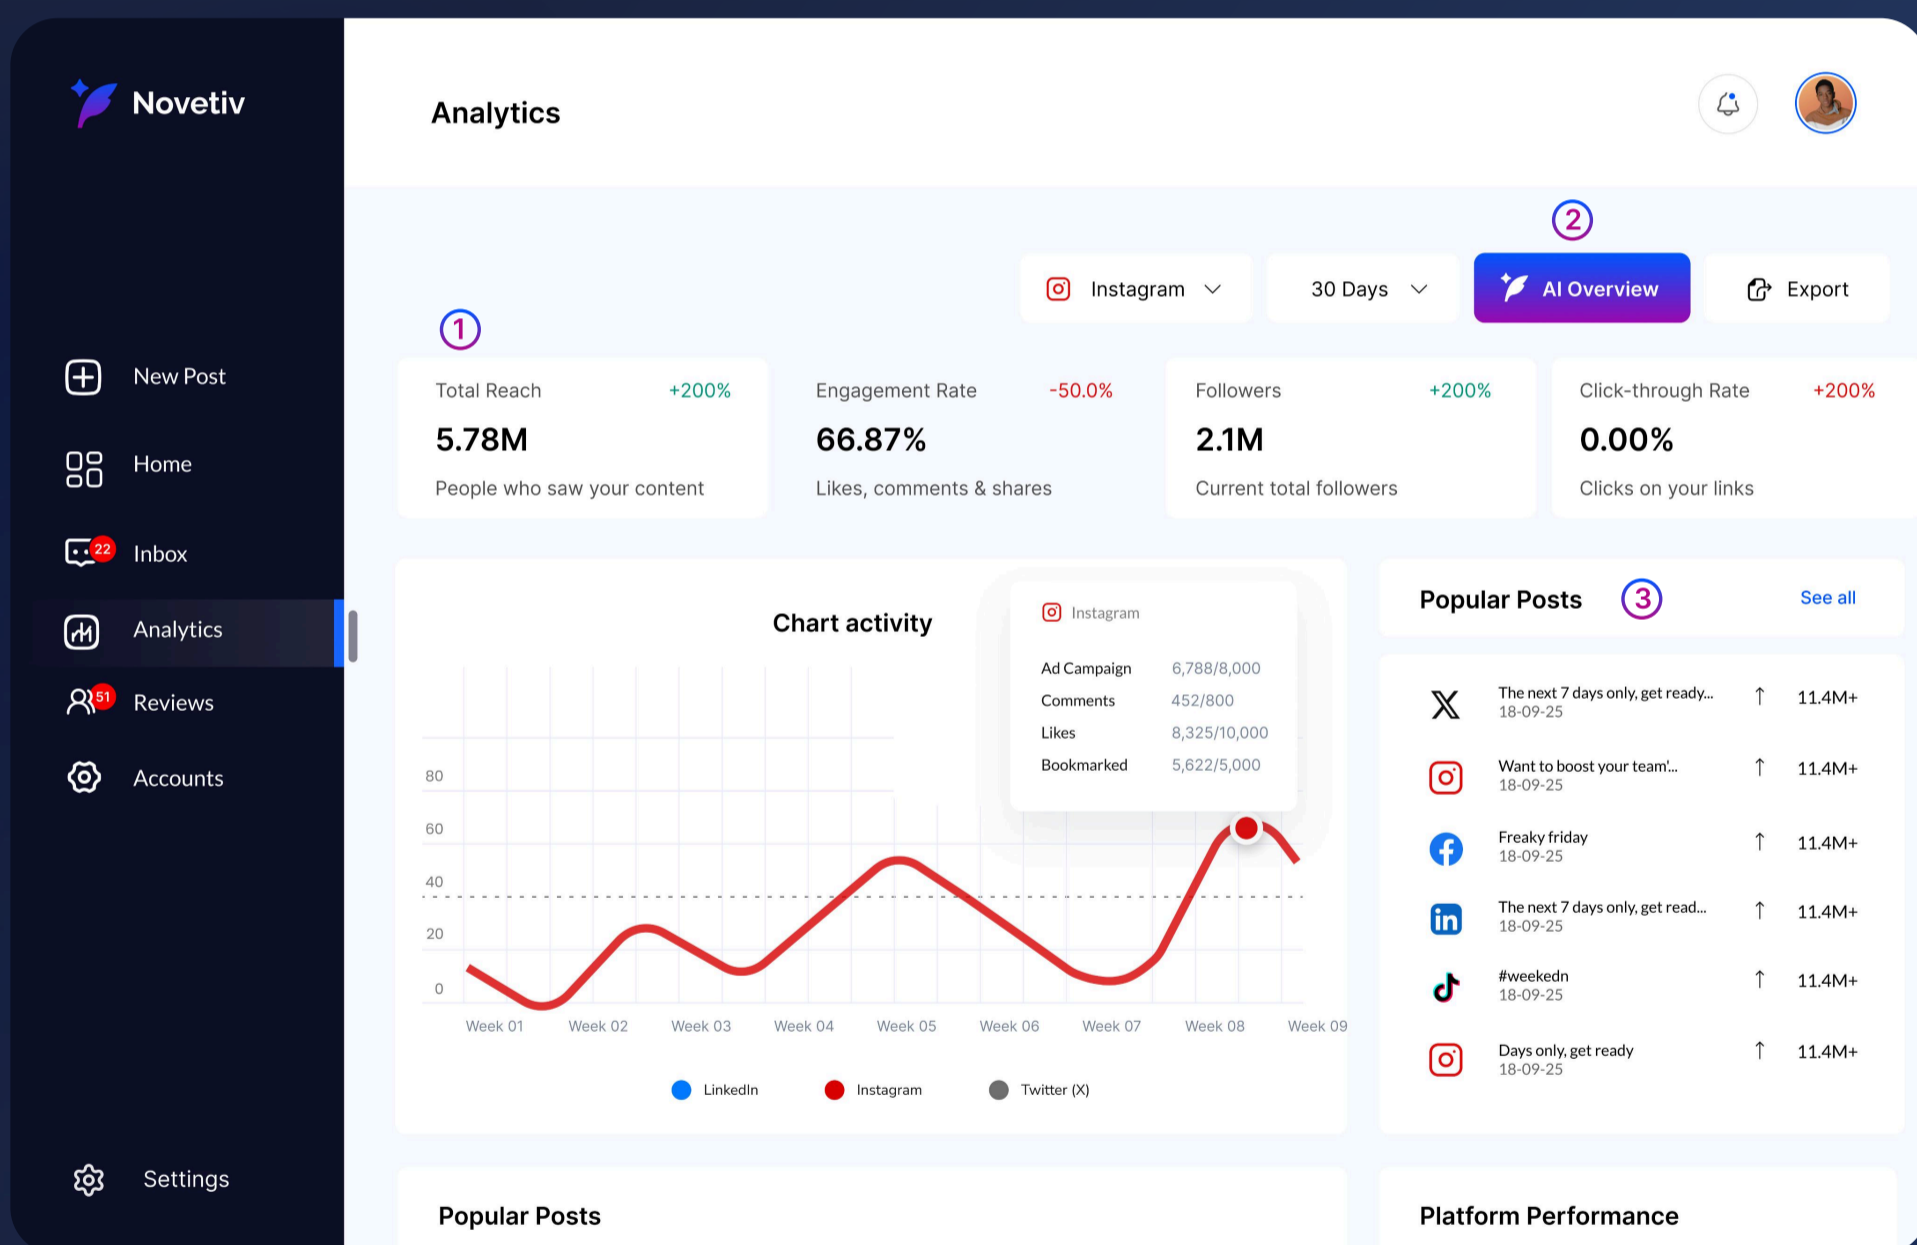 Novetiv
Analytics
2
Instagram
30 Days
AI Overview
Export
1
Total Reach +200%
5.78M
People who saw your content
Engagement Rate -50.0%
66.87%
Likes, comments & shares
Followers +200%
2.1M
Current total followers
Click-through Rate +200%
0.00%
Clicks on your links
New Post
Home
22
Inbox
Analytics
51
Reviews
Accounts
Settings
Chart activity
Instagram
Ad Campaign 6,788/8,000
Comments 452/800
Likes 8,325/10,000
Bookmarked 5,622/5,000
80
60
40
20
0
Week 01 Week 02 Week 03 Week 04 Week 05 Week 06 Week 07 Week 08 Week 09
LinkedIn Instagram Twitter (X)
Popular Posts 3 See all
The next 7 days only, get ready... ↑ 11.4M+
18-09-25
Want to boost your team'... ↑ 11.4M+
18-09-25
Freaky friday ↑ 11.4M+
18-09-25
in
The next 7 days only, get read... ↑ 11.4M+
18-09-25
#weekedn ↑ 11.4M+
18-09-25
Days only, get ready ↑ 11.4M+
18-09-25
Popular Posts
Platform Performance